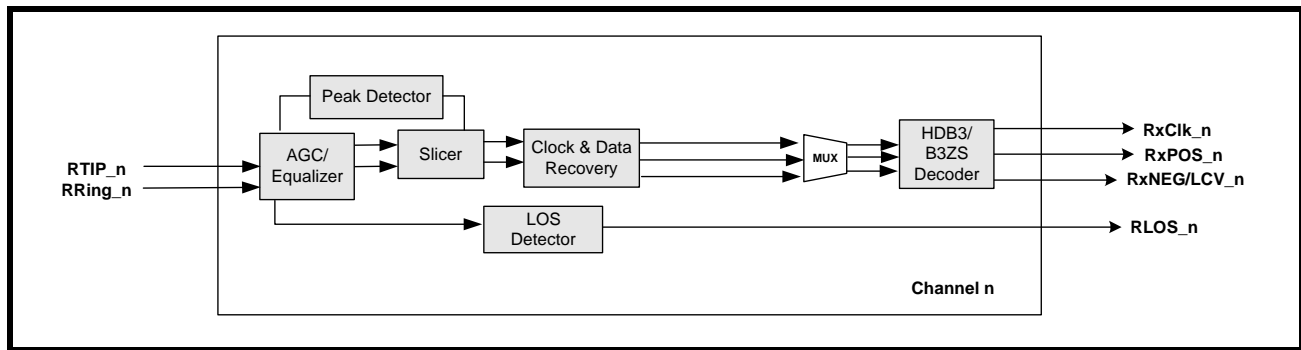 Peak Detector
RTIP_n
RRing_n
AGC/
Equalizer
Slicer
Clock & Data
Recovery
MUX
HDB3/
B3ZS
Decoder
RxClk_n
RxPOS_n
RxNEG/LCV_n
LOS
Detector
RLOS_n
Channel n